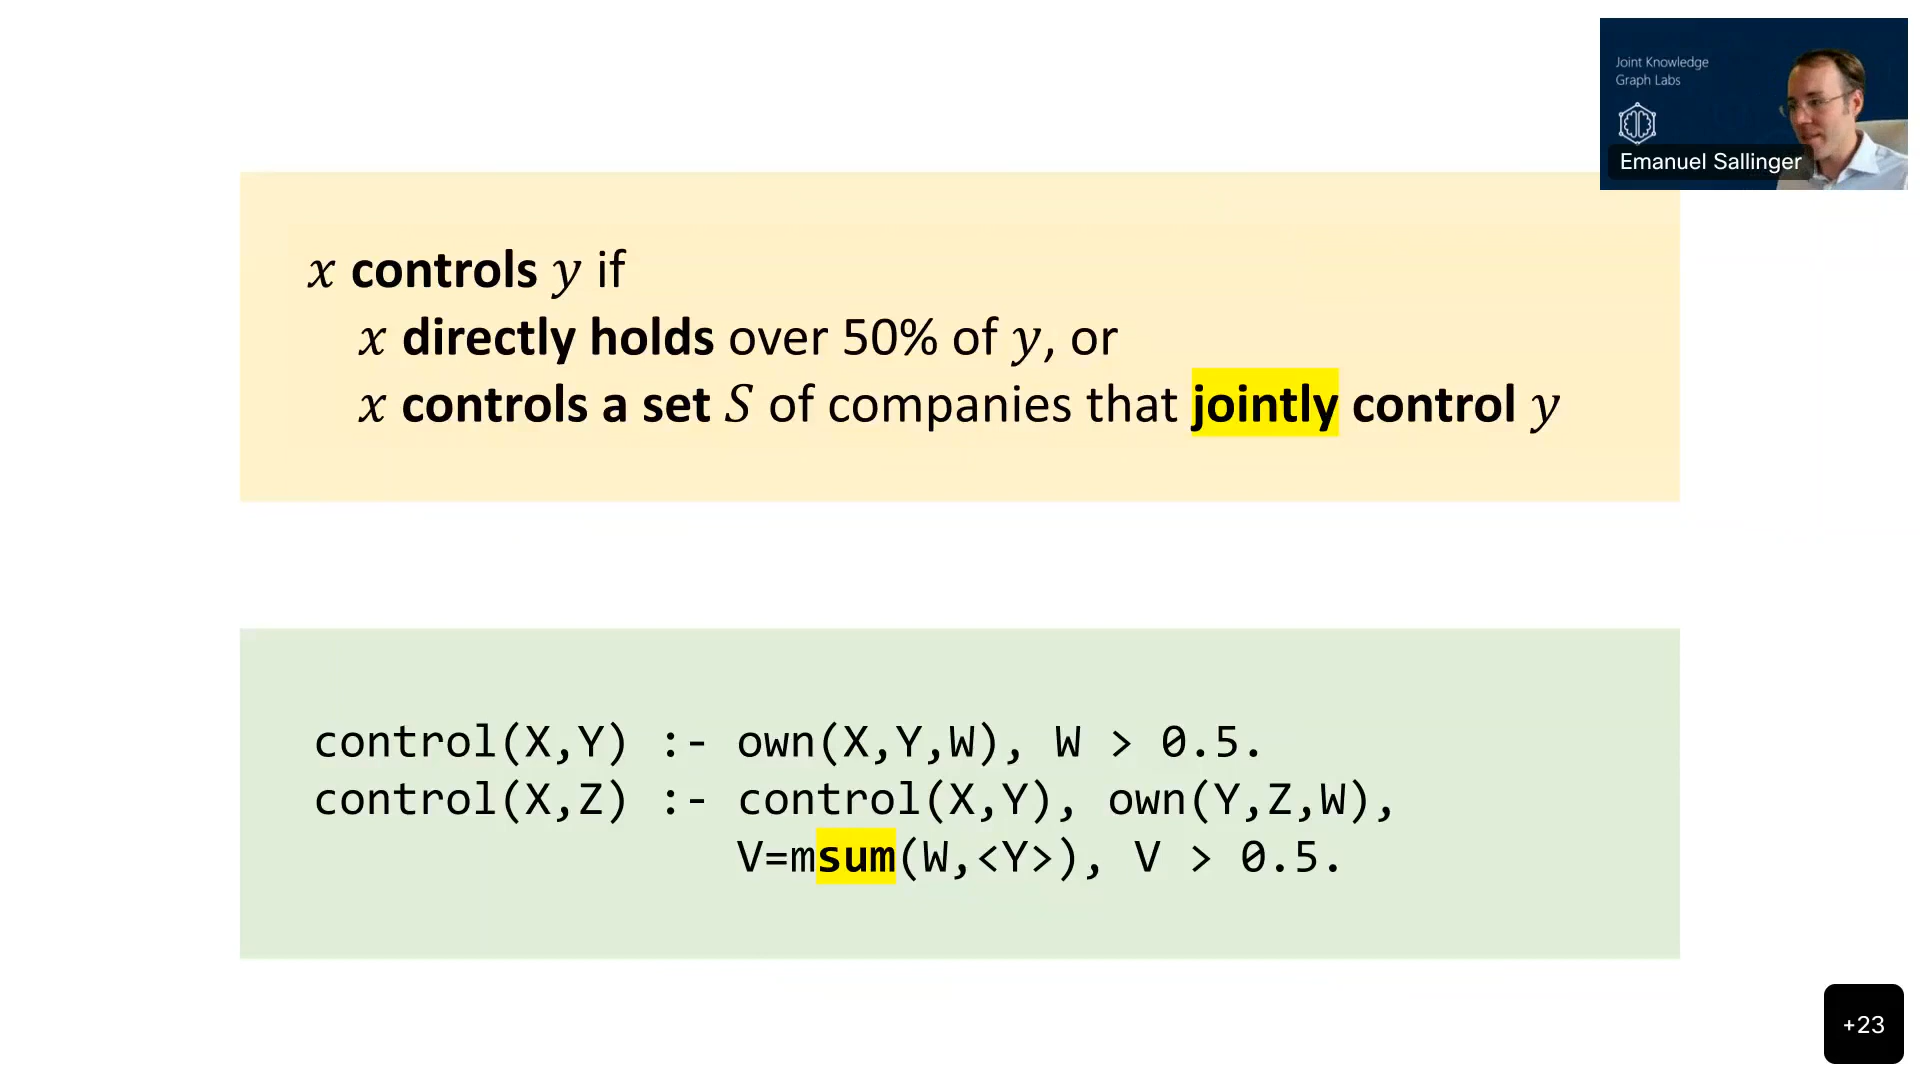 Joint Knowledge
Graph Labs
Emanuel Sallinger
x controls y if
x directly holds over 50% of y, or
x controls a set S of companies that jointly control y
control(X,Y) :- own(X,Y,W), W > 0.5.
control(X,Z) :- control(X,Y), own(Y,Z,W),
V=msum(W,<Y>), V > 0.5.
+23